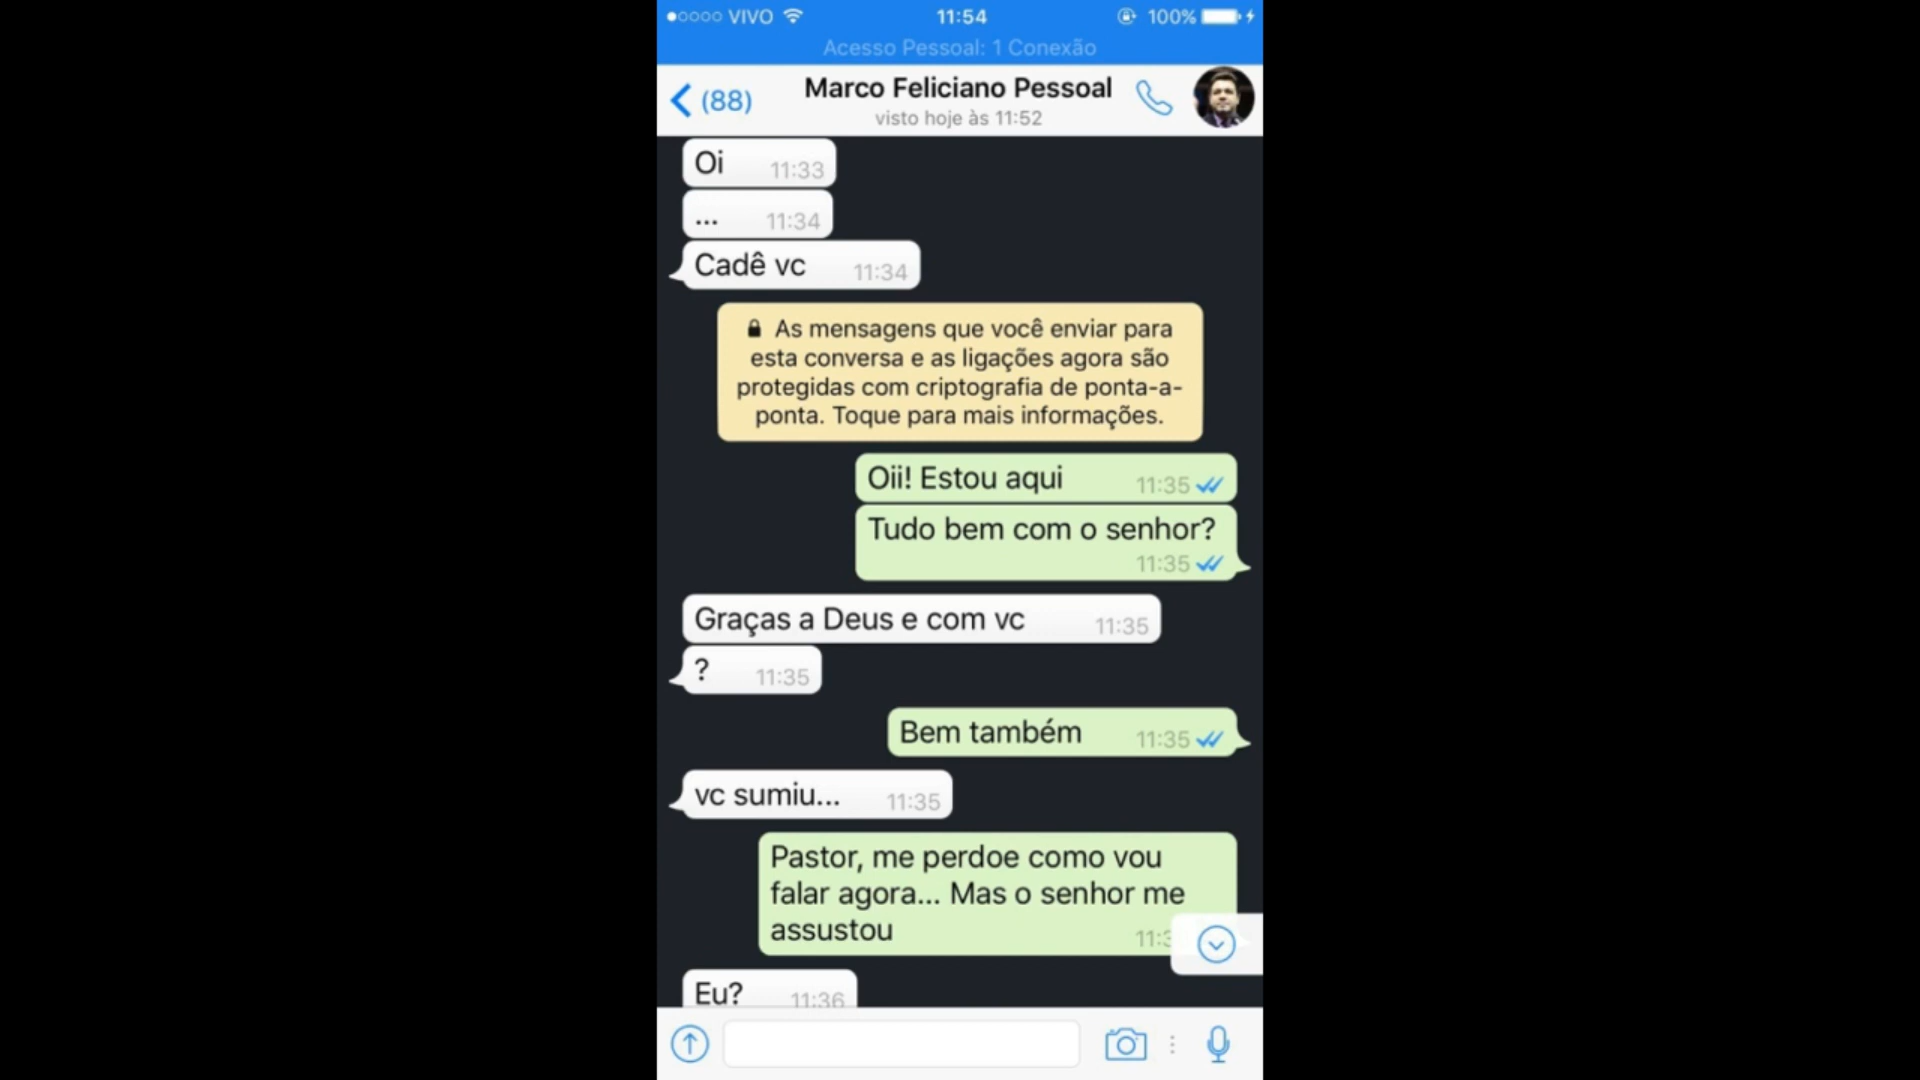 VIVO 11:54 100%
Acesso Pessoal: 1 Conexão
(88) Marco Feliciano Pessoal
visto hoje às 11:52
Oi 11:33
... 11:34
Cadê vc 11:34
As mensagens que você enviar para
esta conversa e as ligações agora são
protegidas com criptografia de ponta-a-
ponta. Toque para mais informações.
Oii! Estou aqui 11:35
Tudo bem com o senhor?
11:35
Graças a Deus e com vc 11:35
? 11:35
Bem também 11:35
vc sumiu... 11:35
Pastor, me perdoe como vou
falar agora... Mas o senhor me
assustou
Eu? 11:36